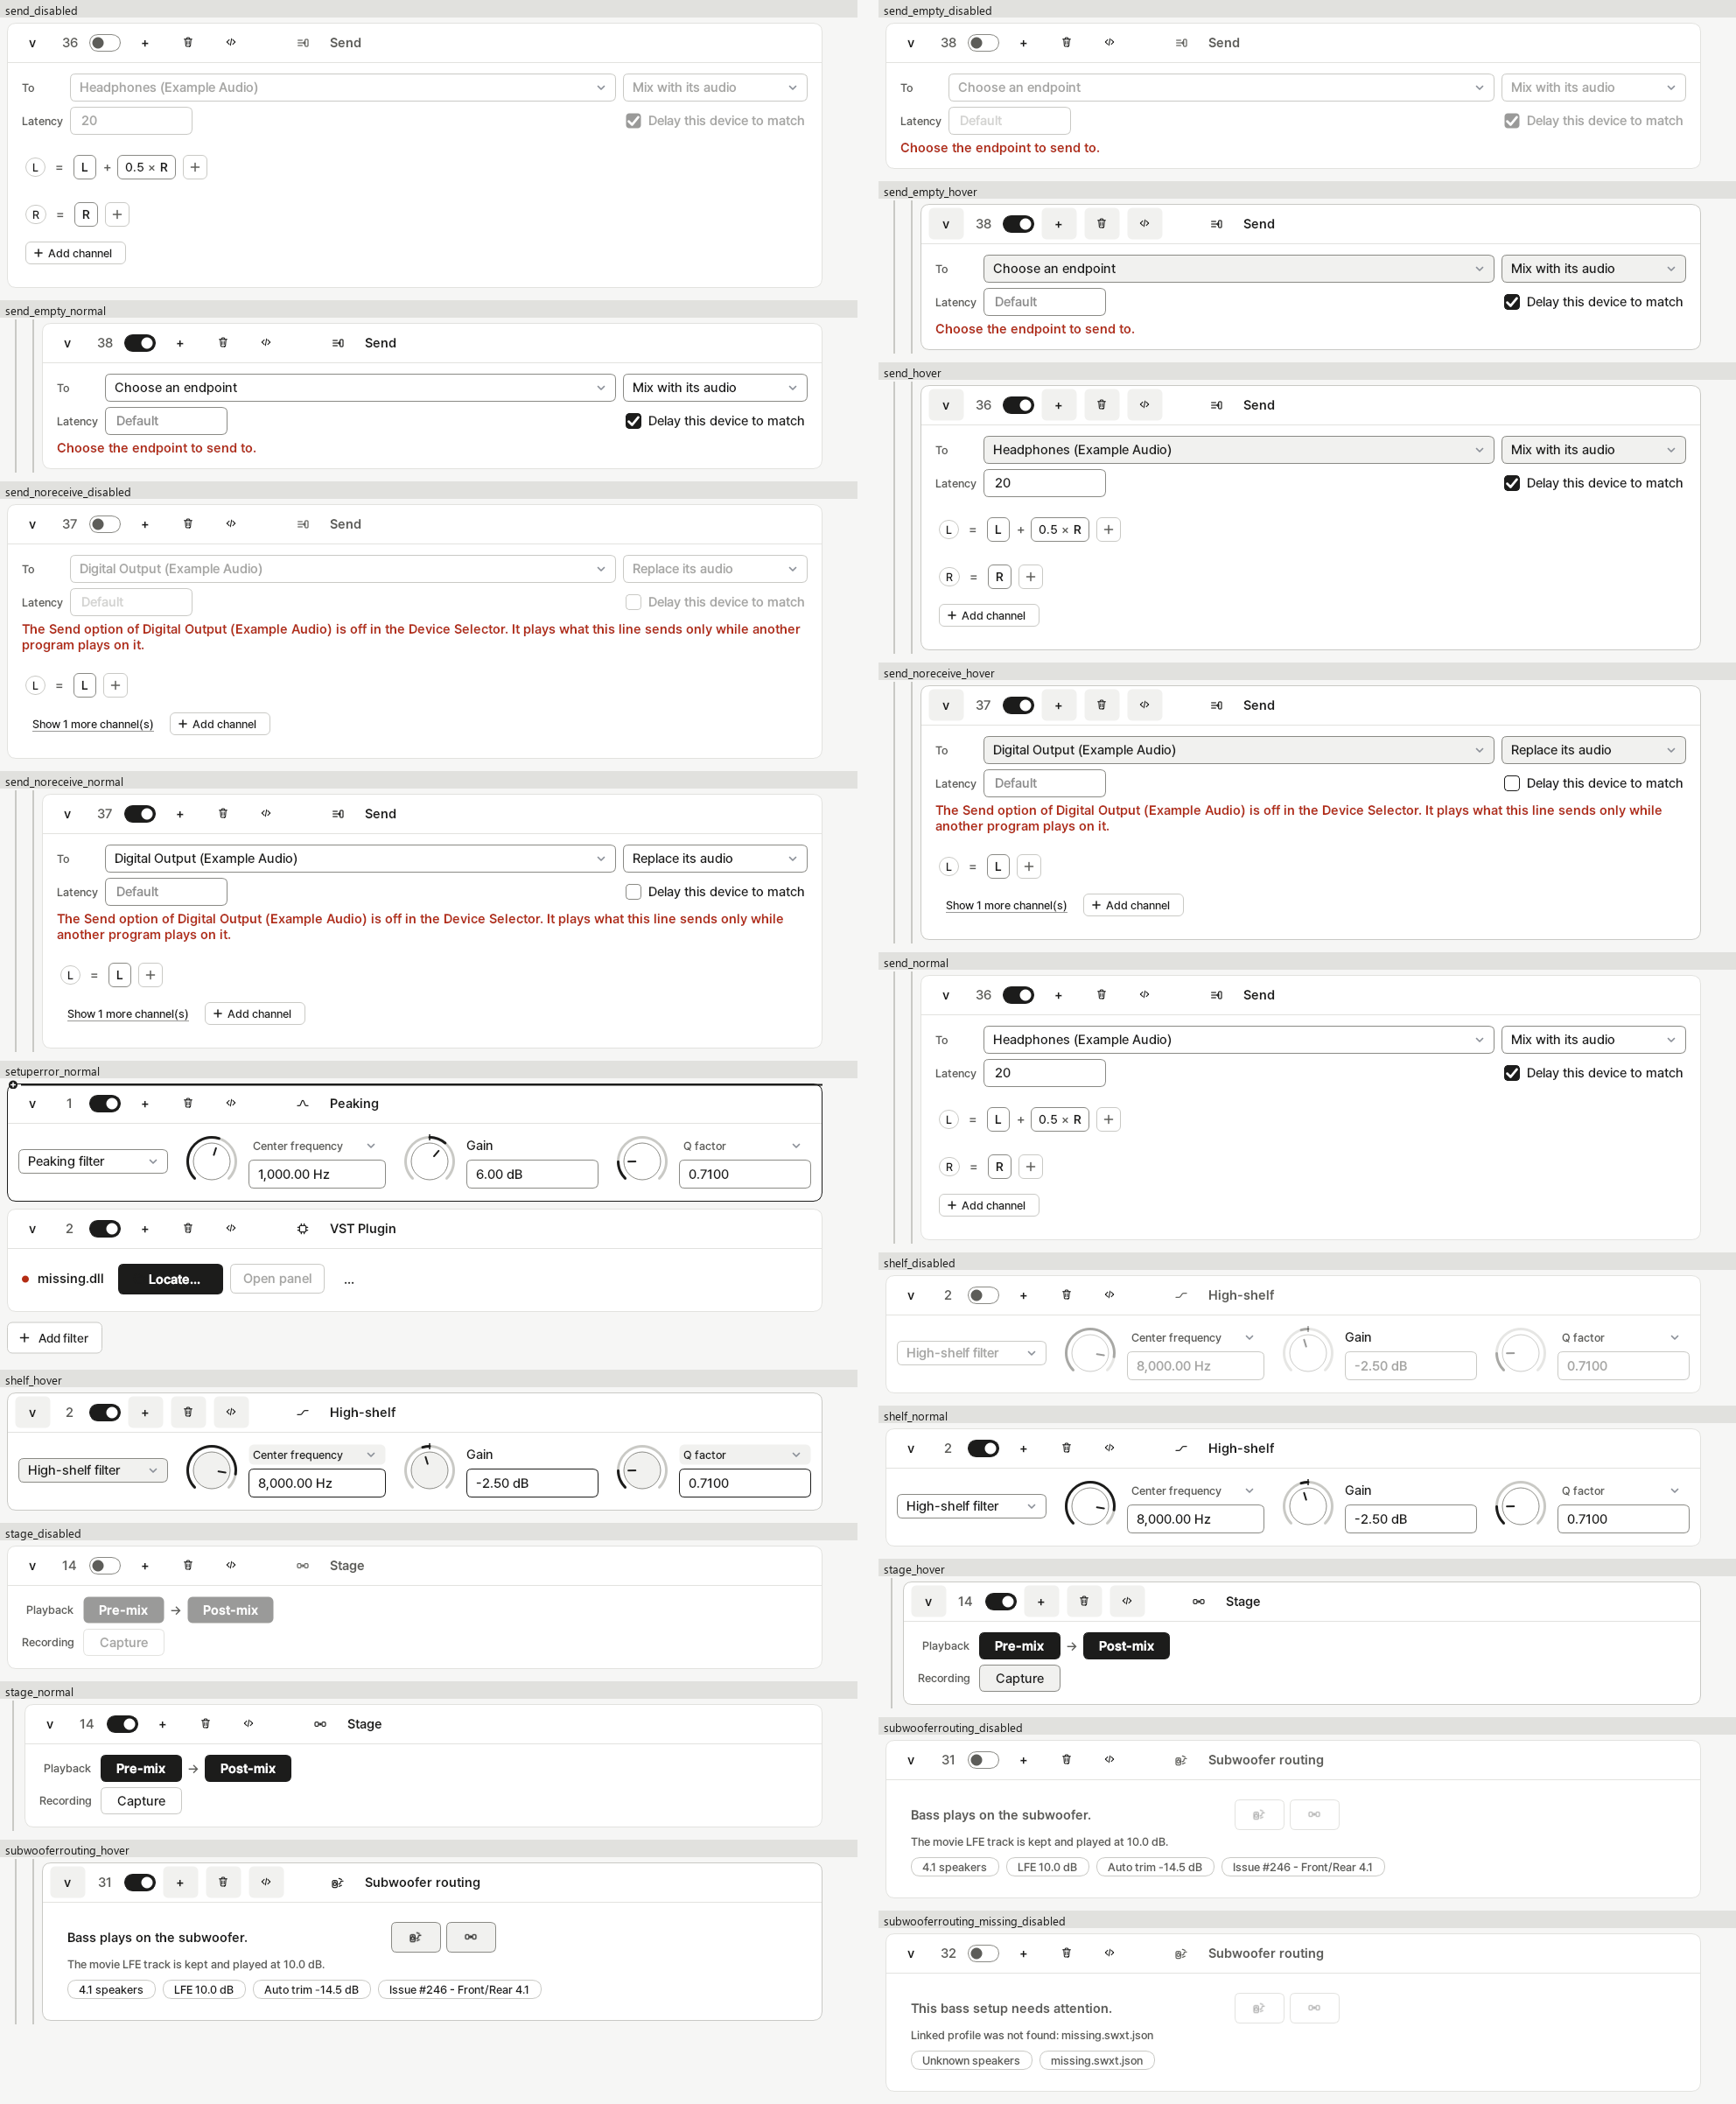 send_disabled
v 36 + </> Send
To Headphones (Example Audio) Mix with its audio
Latency 20 Delay this device to match
L = L + 0.5 × R +
R = R +
+ Add channel
send_empty_normal
v 38 + </> Send
To Choose an endpoint Mix with its audio
Latency Default Delay this device to match
Choose the endpoint to send to.
send_noreceive_disabled
v 37 + </> Send
To Digital Output (Example Audio) Replace its audio
Latency Default Delay this device to match
The Send option of Digital Output (Example Audio) is off in the Device Selector. It plays what this line sends only while another
program plays on it.
L = L +
Show 1 more channel(s) + Add channel
send_noreceive_normal
v 37 + </> Send
To Digital Output (Example Audio) Replace its audio
Latency Default Delay this device to match
The Send option of Digital Output (Example Audio) is off in the Device Selector. It plays what this line sends only while
another program plays on it.
L = L +
Show 1 more channel(s) + Add channel
setuperror_normal
v 1 + </> Peaking
Peaking filter Center frequency 1,000.00 Hz Gain 6.00 dB Q factor 0.7100
v 2 + </> VST Plugin
missing.dll Locate... Open panel ...
+ Add filter
shelf_hover
v 2 + </> High-shelf
High-shelf filter Center frequency 8,000.00 Hz Gain -2.50 dB Q factor 0.7100
stage_disabled
v 14 + </> Stage
Playback Pre-mix → Post-mix
Recording Capture
stage_normal
v 14 + </> Stage
Playback Pre-mix → Post-mix
Recording Capture
subwooferrouting_hover
v 31 + </> Subwoofer routing
Bass plays on the subwoofer.
The movie LFE track is kept and played at 10.0 dB.
4.1 speakers LFE 10.0 dB Auto trim -14.5 dB Issue #246 - Front/Rear 4.1
send_empty_disabled
v 38 + </> Send
To Choose an endpoint Mix with its audio
Latency Default Delay this device to match
Choose the endpoint to send to.
send_empty_hover
v 38 + </> Send
To Choose an endpoint Mix with its audio
Latency Default Delay this device to match
Choose the endpoint to send to.
send_hover
v 36 + </> Send
To Headphones (Example Audio) Mix with its audio
Latency 20 Delay this device to match
L = L + 0.5 × R +
R = R +
+ Add channel
send_noreceive_hover
v 37 + </> Send
To Digital Output (Example Audio) Replace its audio
Latency Default Delay this device to match
The Send option of Digital Output (Example Audio) is off in the Device Selector. It plays what this line sends only while
another program plays on it.
L = L +
Show 1 more channel(s) + Add channel
send_normal
v 36 + </> Send
To Headphones (Example Audio) Mix with its audio
Latency 20 Delay this device to match
L = L + 0.5 × R +
R = R +
+ Add channel
shelf_disabled
v 2 + </> High-shelf
High-shelf filter Center frequency 8,000.00 Hz Gain -2.50 dB Q factor 0.7100
shelf_normal
v 2 + </> High-shelf
High-shelf filter Center frequency 8,000.00 Hz Gain -2.50 dB Q factor 0.7100
stage_hover
v 14 + </> Stage
Playback Pre-mix → Post-mix
Recording Capture
subwooferrouting_disabled
v 31 + </> Subwoofer routing
Bass plays on the subwoofer.
The movie LFE track is kept and played at 10.0 dB.
4.1 speakers LFE 10.0 dB Auto trim -14.5 dB Issue #246 - Front/Rear 4.1
subwooferrouting_missing_disabled
v 32 + </> Subwoofer routing
This bass setup needs attention.
Linked profile was not found: missing.swxt.json
Unknown speakers missing.swxt.json